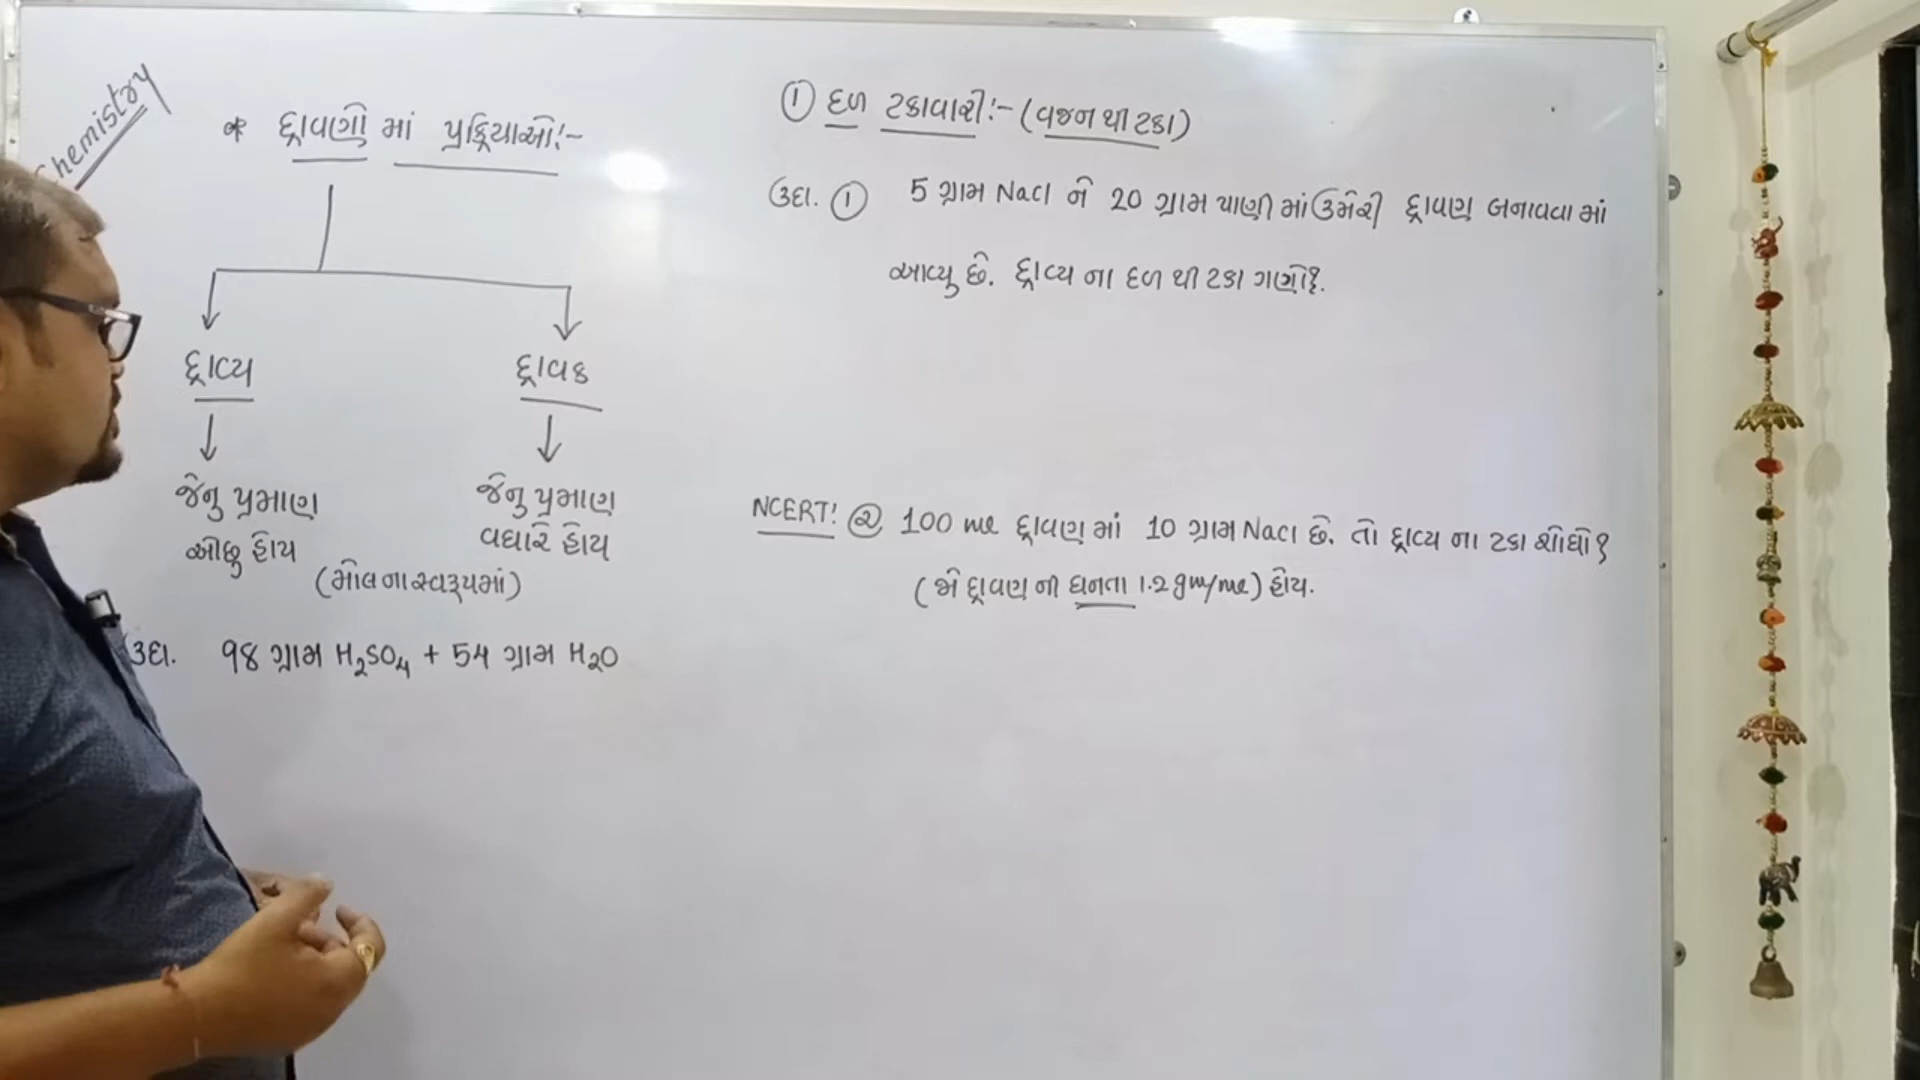 Chemistry
* દ્રાવણો માં પ્રક્રિયાઓ:-
દ્રાવ્ય
દ્રાવક
જેનુ પ્રમાણ
ઓછુ હોય
જેનુ પ્રમાણ
વધારે હોય
(મોલ ના સ્વરૂપમાં)
ઉદા. 98 ગ્રામ H₂SO₄ + 54 ગ્રામ H₂O
① દળ ટકાવારી:- (વજન થી ટકા)
ઉદા. ① 5 ગ્રામ NaCl ને 20 ગ્રામ પાણી માં ઉમેરી દ્રાવણ બનાવવા માં
આવ્યુ છે. દ્રાવ્ય ના દળ થી ટકા ગણો?.
NCERT: ② 100 ml દ્રાવણ માં 10 ગ્રામ NaCl છે. તો દ્રાવ્ય ના ટકા શોધો?
(જો દ્રાવણ ની ઘનતા 1.2 gm/ml) હોય.